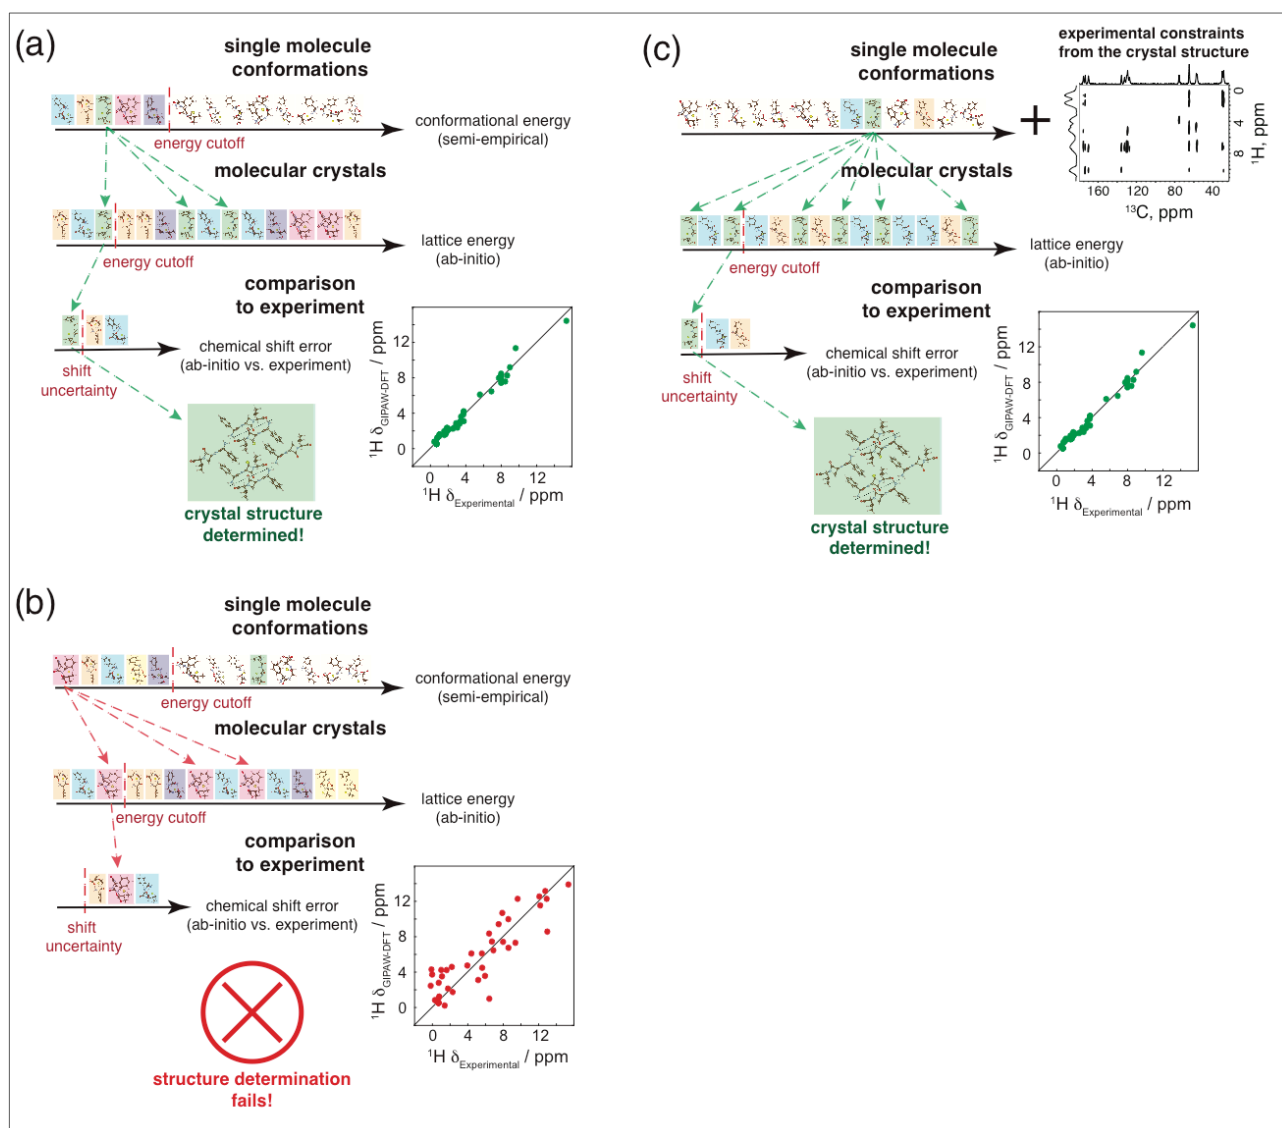 (a)
single molecule
conformations
conformational energy
(semi-empirical)
energy cutoff
molecular crystals
lattice energy
(ab-initio)
energy cutoff
comparison
to experiment
chemical shift error
(ab-initio vs. experiment)
shift
uncertainty
crystal structure
determined!
¹H δGIPAW-DFT / ppm
12
8
4
0
0 4 8 12
¹H δExperimental / ppm
(b)
single molecule
conformations
conformational energy
(semi-empirical)
energy cutoff
molecular crystals
lattice energy
(ab-initio)
energy cutoff
comparison
to experiment
chemical shift error
(ab-initio vs. experiment)
shift
uncertainty
structure determination
fails!
¹H δGIPAW-DFT / ppm
12
8
4
0
0 4 8 12
¹H δExperimental / ppm
(c)
single molecule
conformations
+
experimental constraints
from the crystal structure
0
4
8
¹H, ppm
160 120 80 40
¹³C, ppm
molecular crystals
lattice energy
(ab-initio)
energy cutoff
comparison
to experiment
chemical shift error
(ab-initio vs. experiment)
shift
uncertainty
crystal structure
determined!
¹H δGIPAW-DFT / ppm
12
8
4
0
0 4 8 12
¹H δExperimental / ppm